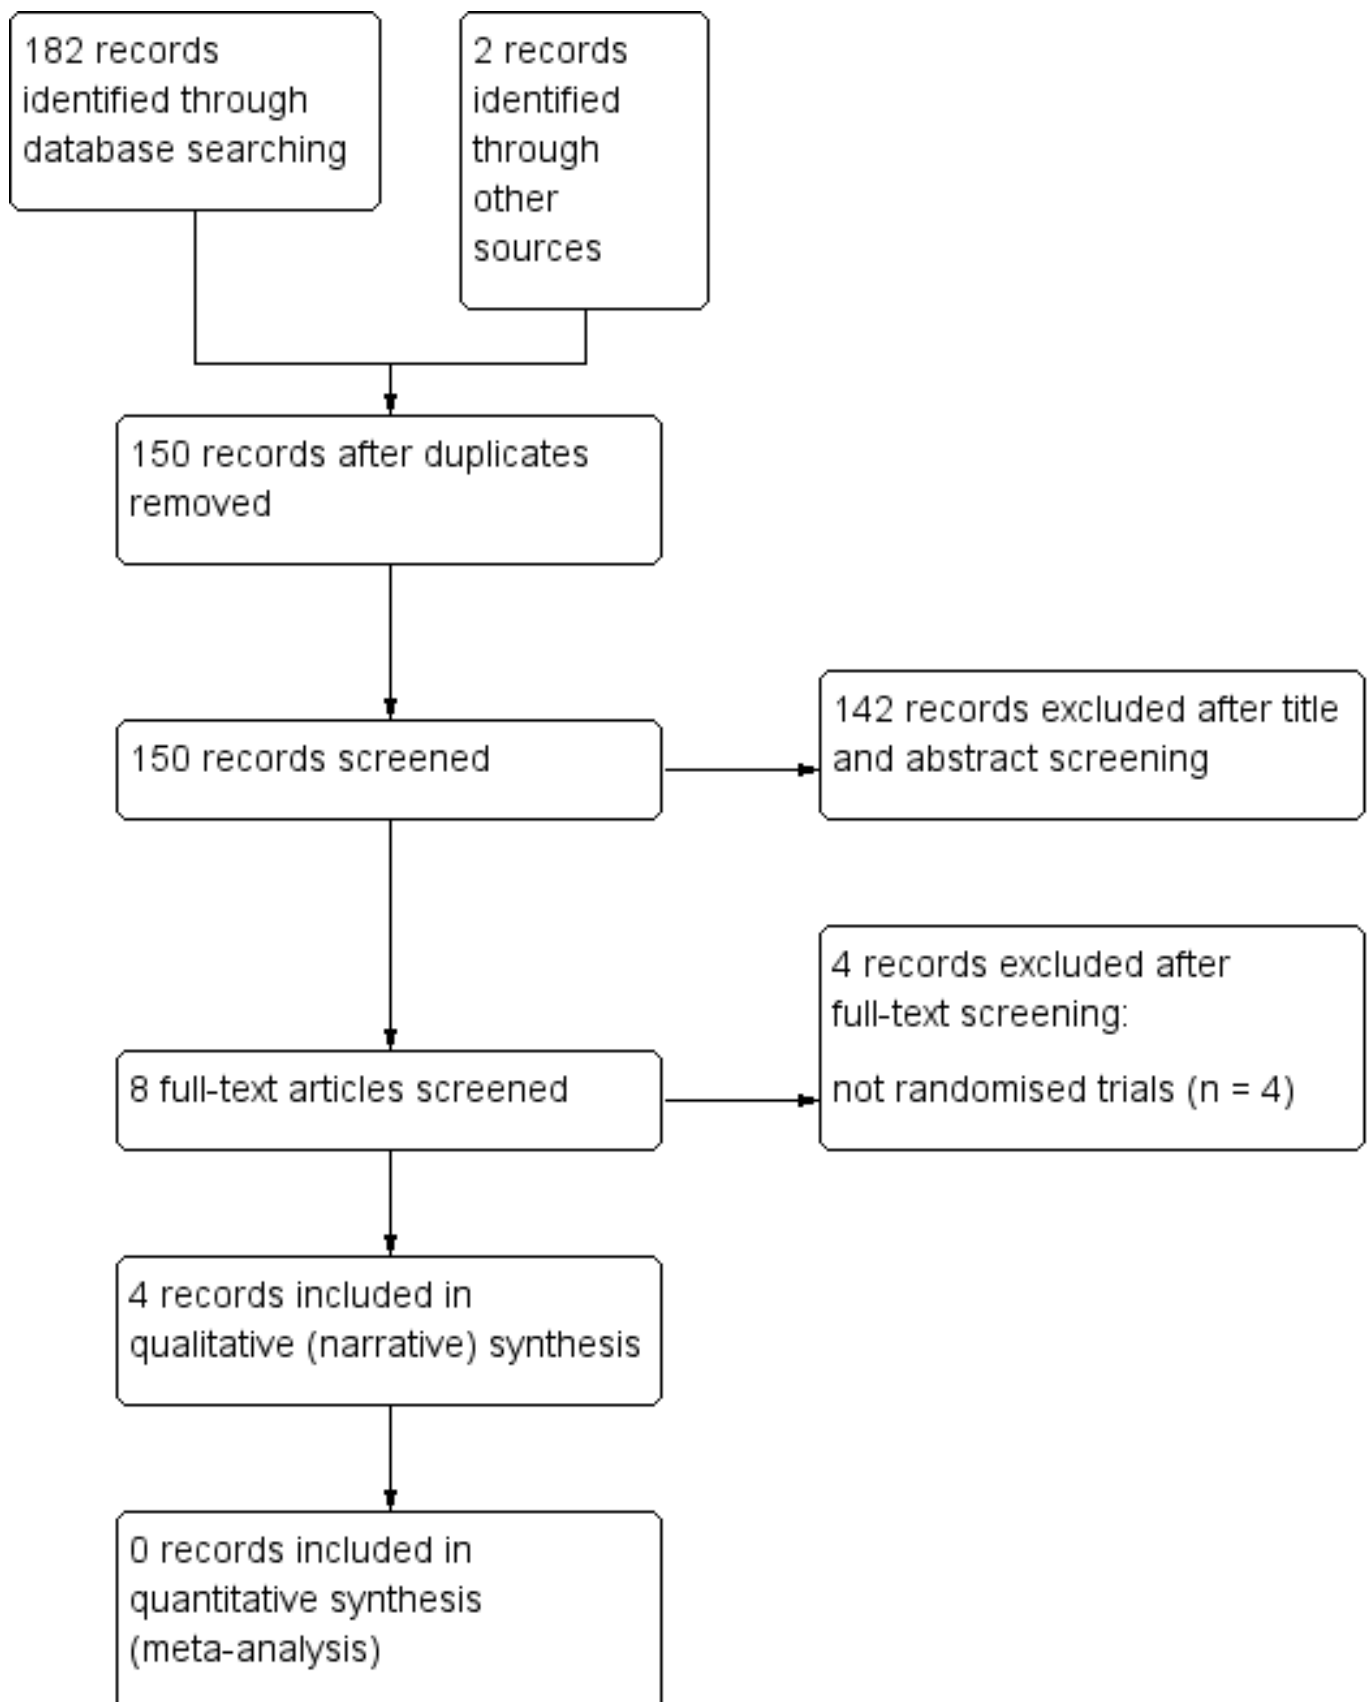 182 records
identified through
database searching
2 records
identified
through
other
sources
150 records after duplicates
removed
150 records screened
142 records excluded after title
and abstract screening
8 full-text articles screened
4 records excluded after
full-text screening:
not randomised trials (n = 4)
4 records included in
qualitative (narrative) synthesis
0 records included in
quantitative synthesis
(meta-analysis)